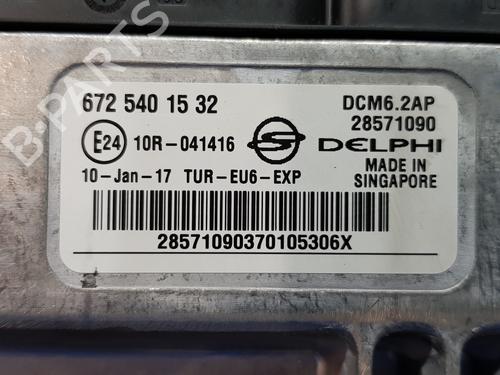 B-PARTS
672 540 15 32
DCM6.2AP
28571090
E24 10R-041416
DELPHI
MADE IN
SINGAPORE
10-Jan-17 TUR-EU6-EXP
28571090370105306X